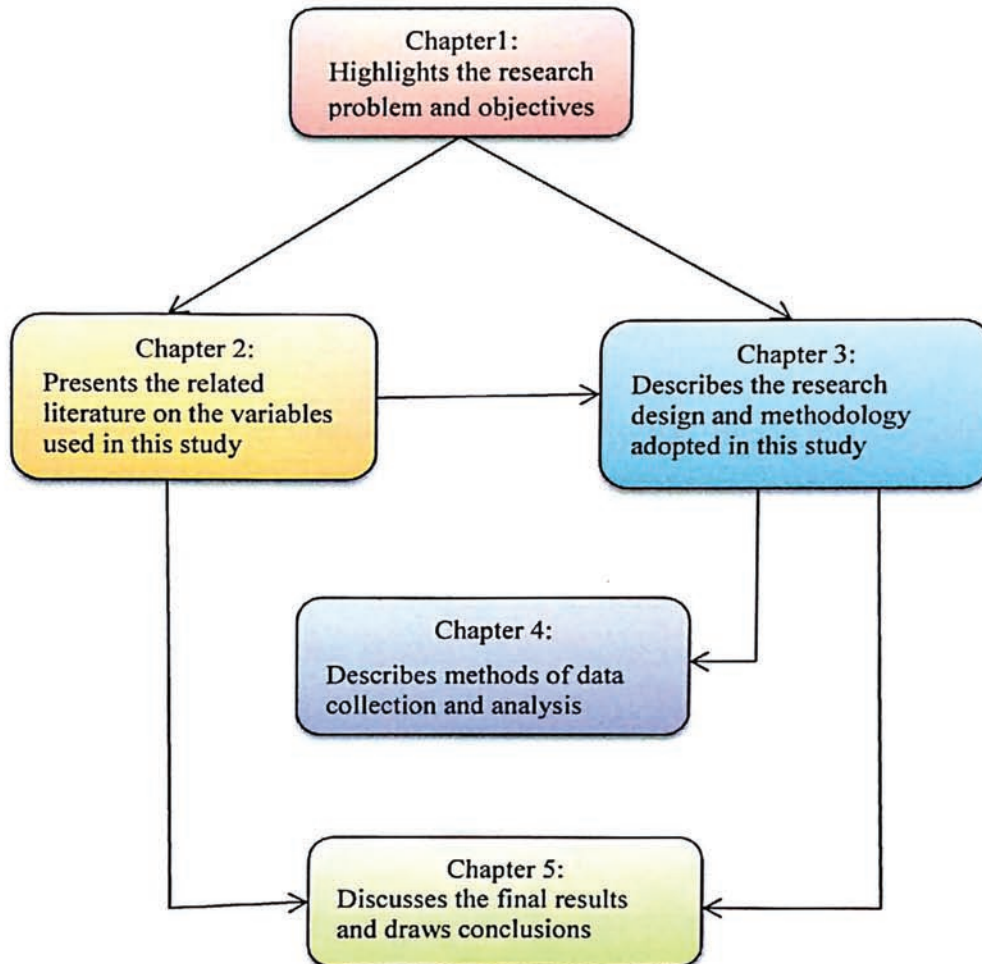 Chapter1:
Highlights the research
problem and objectives
Chapter 2:
Presents the related
literature on the variables
used in this study
Chapter 3:
Describes the research
design and methodology
adopted in this study
Chapter 4:
Describes methods of data
collection and analysis
Chapter 5:
Discusses the final results
and draws conclusions